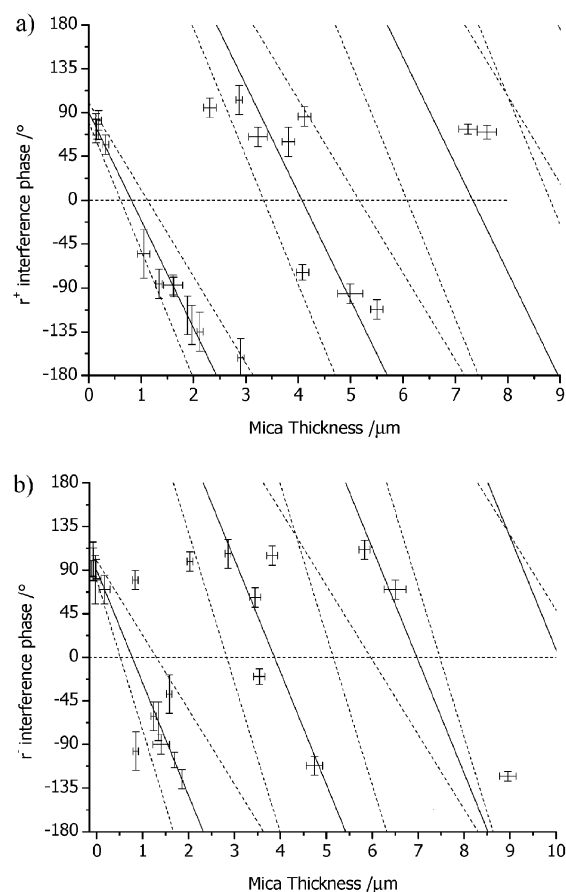 a)
180
135
90
45
0
-45
-90
-135
-180
r+ interference phase /°
0 1 2 3 4 5 6 7 8 9
Mica Thickness /μm
b)
180
135
90
45
0
-45
-90
-135
-180
r interference phase /°
0 1 2 3 4 5 6 7 8 9 10
Mica Thickness /μm